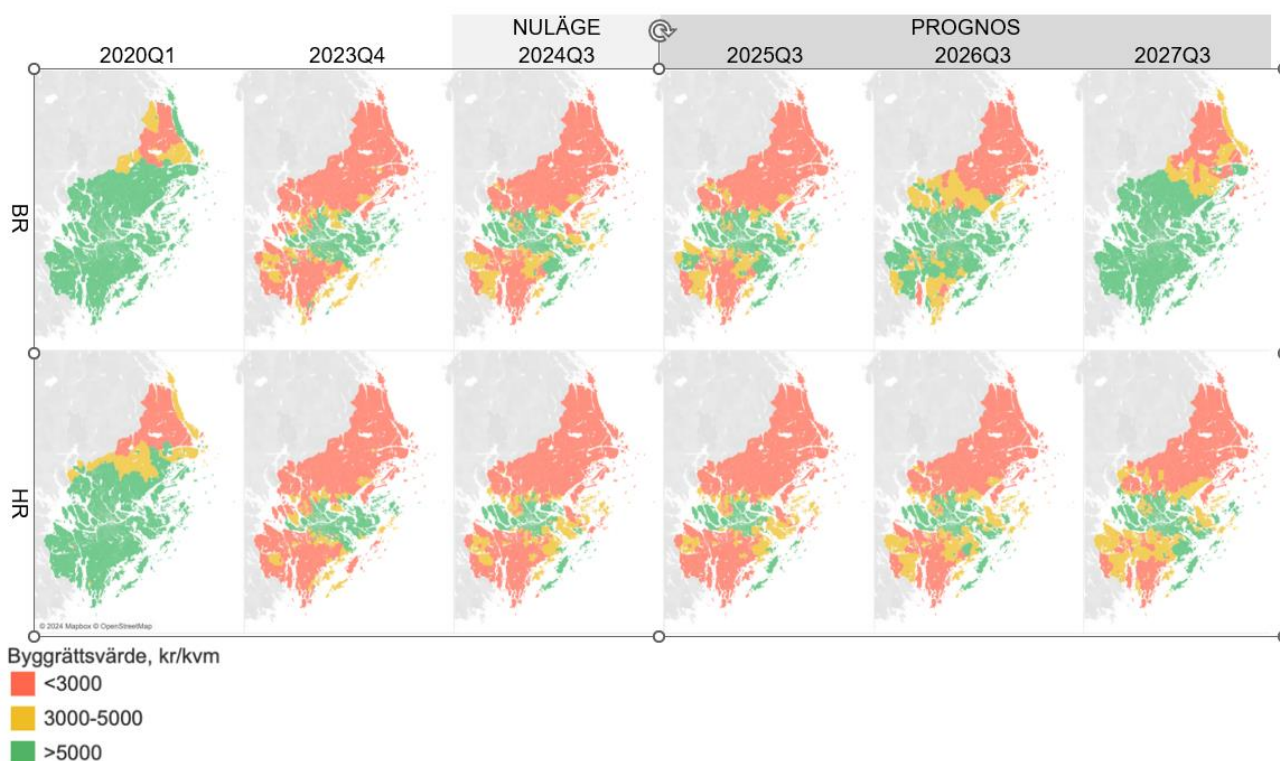 NULÄGE
PROGNOS
2020Q1
2023Q4
2024Q3
2025Q3
2026Q3
2027Q3
BR
HR
© 2024 Mapbox © OpenStreetMap
Byggrättsvärde, kr/kvm
<3000
3000-5000
>5000